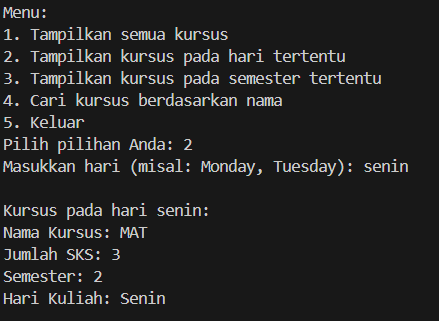 Menu:
1. Tampilkan semua kursus
2. Tampilkan kursus pada hari tertentu
3. Tampilkan kursus pada semester tertentu
4. Cari kursus berdasarkan nama
5. Keluar
Pilih pilihan Anda: 2
Masukkan hari (misal: Monday, Tuesday): senin

Kursus pada hari senin:
Nama Kursus: MAT
Jumlah SKS: 3
Semester: 2
Hari Kuliah: Senin